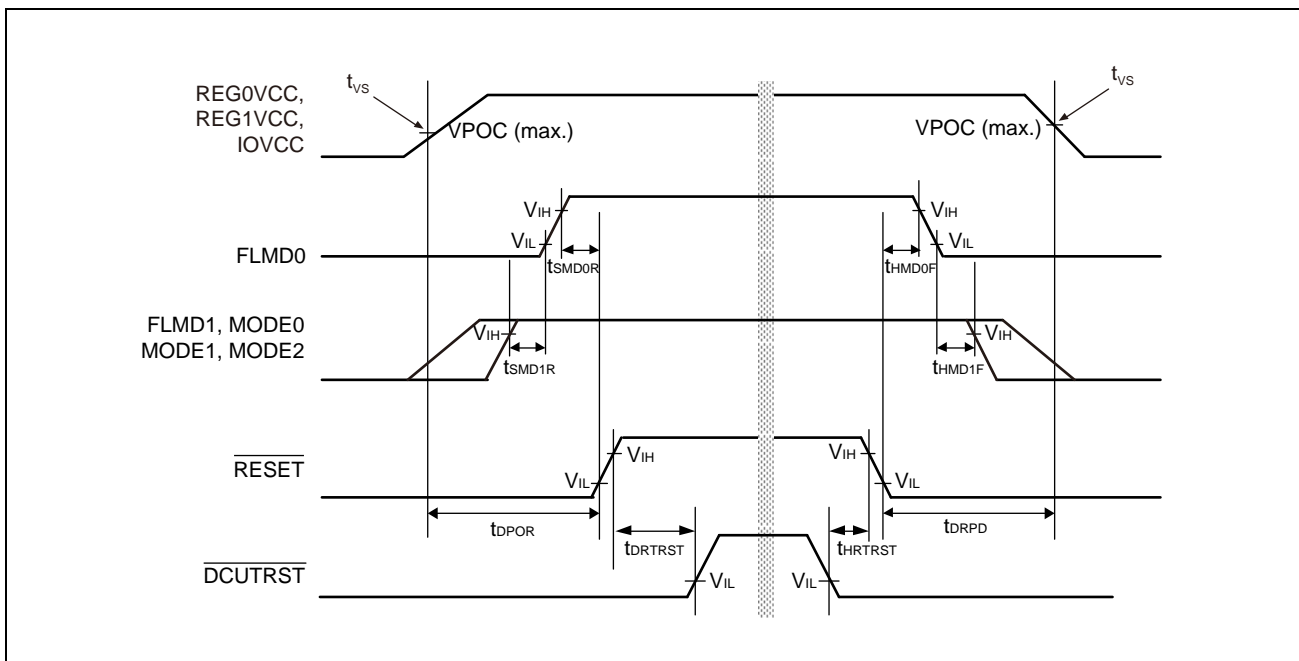 tVS
tVS
REG0VCC,
REG1VCC,
IOVCC
VPOC (max.)
VPOC (max.)
VIH
VIH
VIL
VIL
FLMD0
tSMD0R
tHMD0F
FLMD1, MODE0
MODE1, MODE2
VIH
VIH
tSMD1R
tHMD1F
RESET
VIH
VIH
VIL
VIL
tDPOR
tDRPD
tDRTRST
tHRTRST
DCUTRST
VIL
VIL